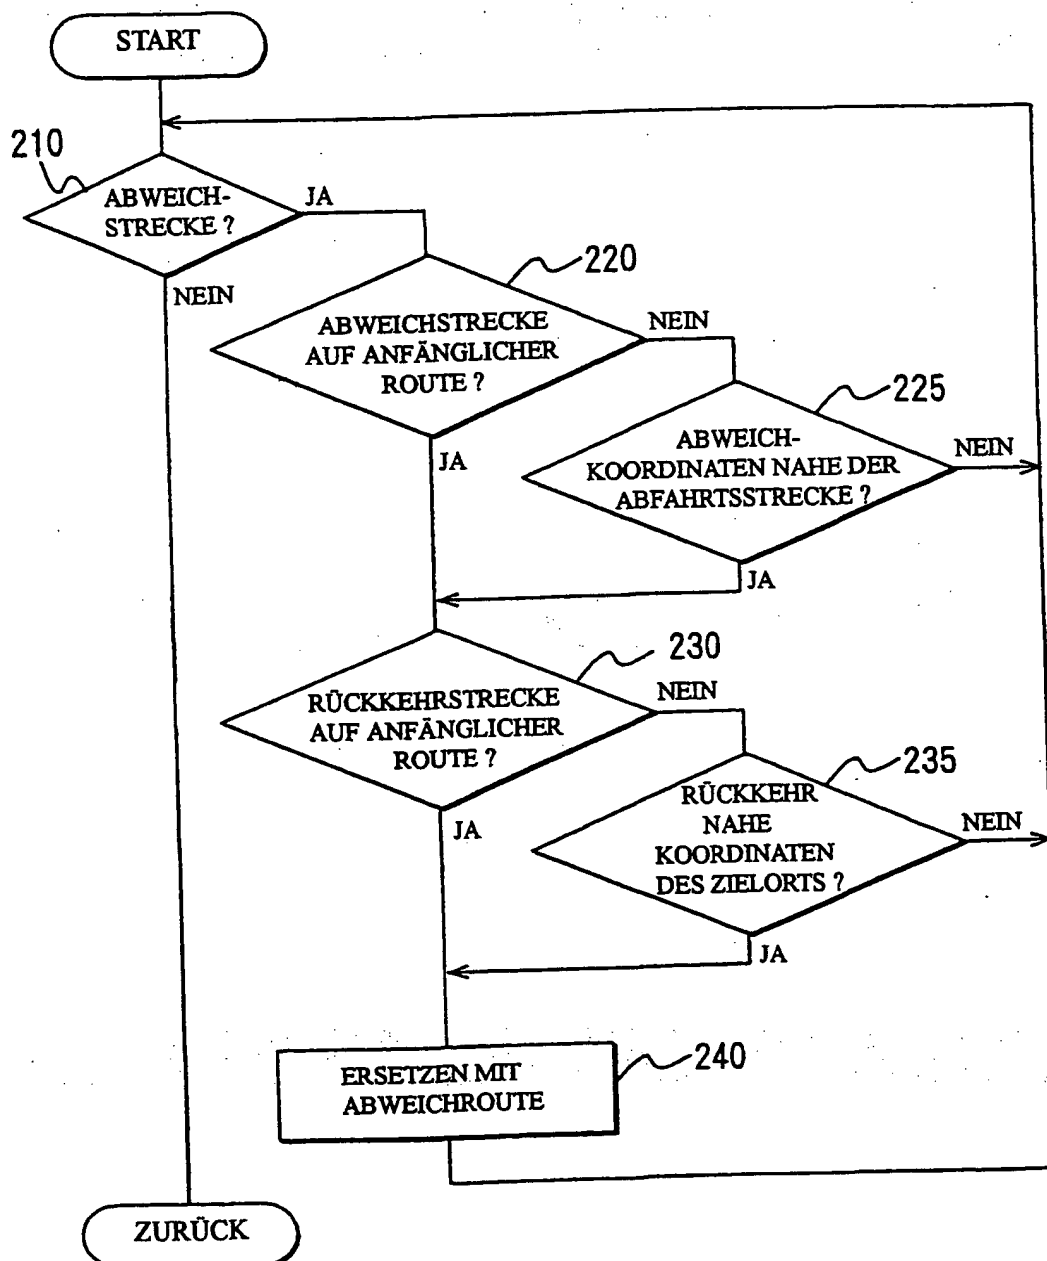 START
210
ABWEICH-
STRECKE ?
JA
NEIN
220
ABWEICHSTRECKE
AUF ANFÄNGLICHER
ROUTE ?
NEIN
JA
225
ABWEICH-
KOORDINATEN NAHE DER
ABFAHRTSSTRECKE ?
NEIN
JA
230
RÜCKKEHRSTRECKE
AUF ANFÄNGLICHER
ROUTE ?
NEIN
JA
235
RÜCKKEHR
NAHE
KOORDINATEN
DES ZIELORTS ?
NEIN
JA
240
ERSETZEN MIT
ABWEICHROUTE
ZURÜCK